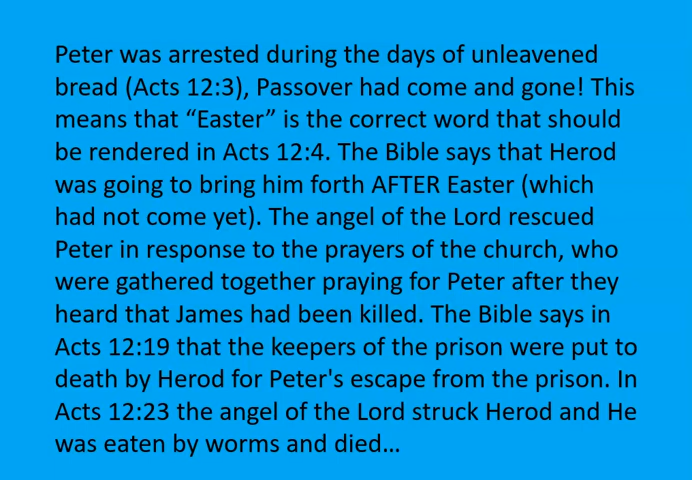 Peter was arrested during the days of unleavened
bread (Acts 12:3), Passover had come and gone! This
means that “Easter” is the correct word that should
be rendered in Acts 12:4. The Bible says that Herod
was going to bring him forth AFTER Easter (which
had not come yet). The angel of the Lord rescued
Peter in response to the prayers of the church, who
were gathered together praying for Peter after they
heard that James had been killed. The Bible says in
Acts 12:19 that the keepers of the prison were put to
death by Herod for Peter's escape from the prison. In
Acts 12:23 the angel of the Lord struck Herod and He
was eaten by worms and died…